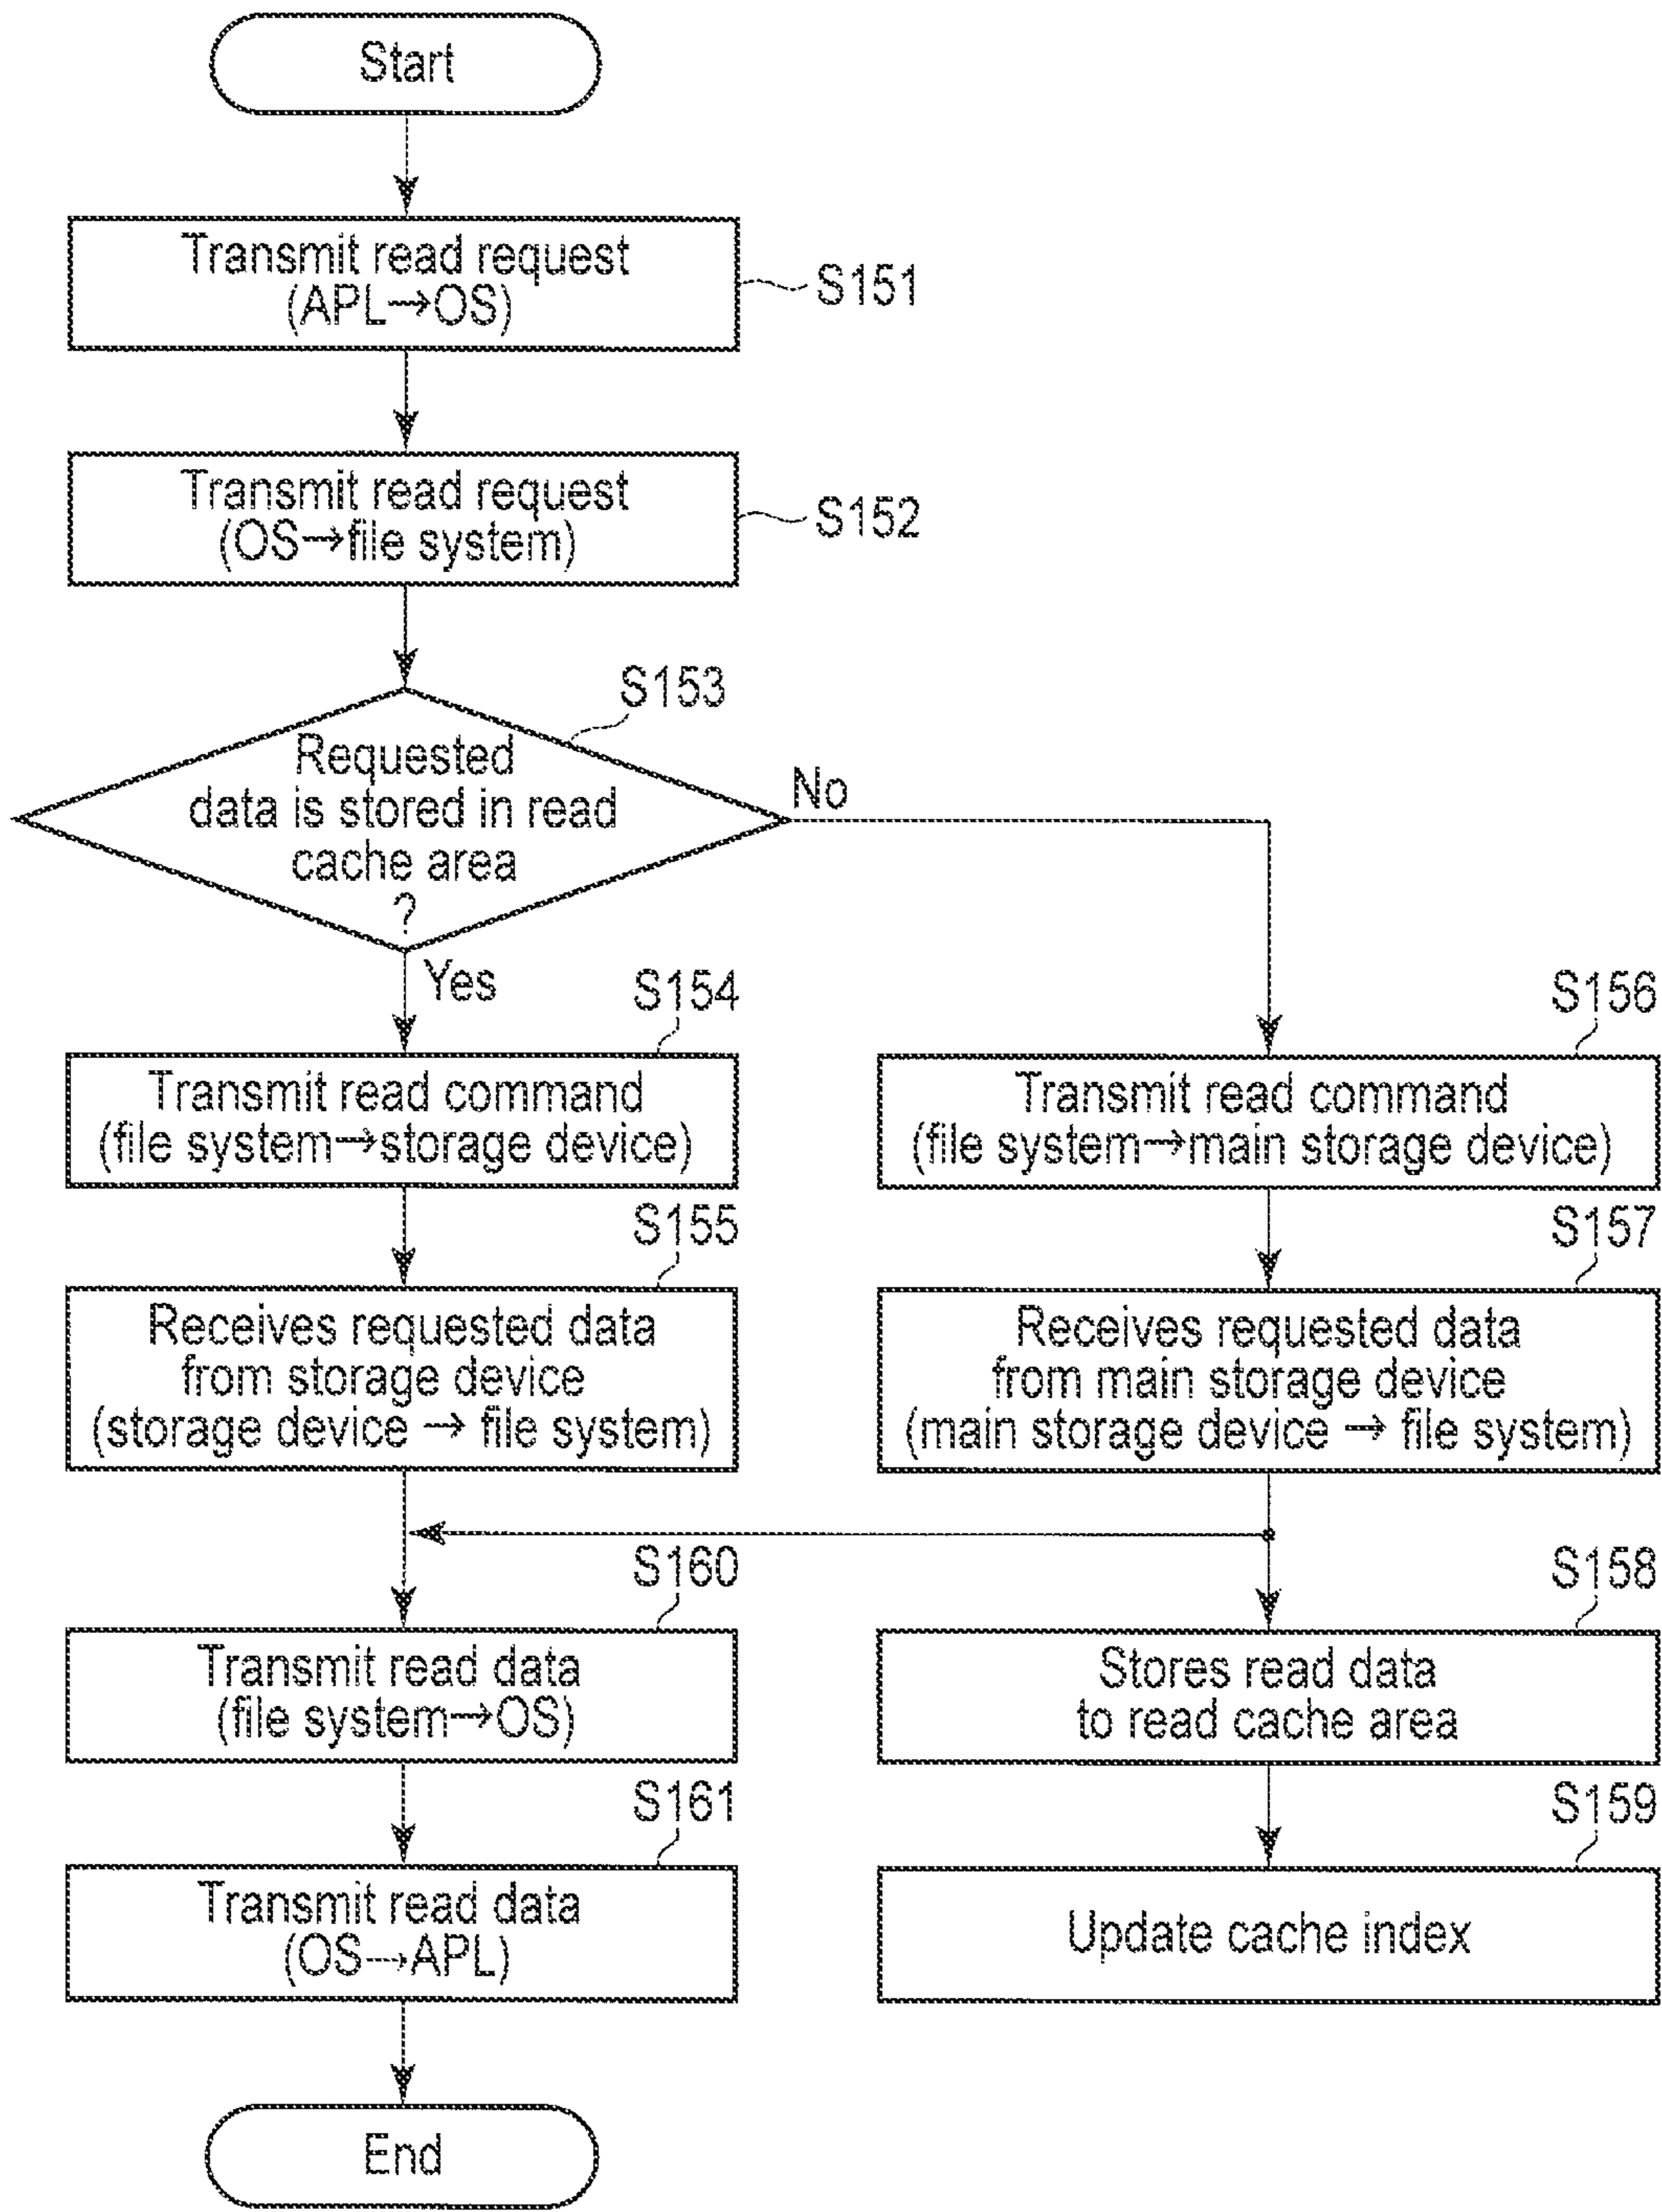 Start
Transmit read request
(APL→OS)
S151
Transmit read request
(OS→file system)
S152
S153
Requested
data is stored in read
cache area
?
No
Yes
S154
Transmit read command
(file system→storage device)
S156
Transmit read command
(file system→main storage device)
S155
Receives requested data
from storage device
(storage device → file system)
S157
Receives requested data
from main storage device
(main storage device → file system)
S160
Transmit read data
(file system→OS)
S158
Stores read data
to read cache area
S161
Transmit read data
(OS→APL)
S159
Update cache index
End